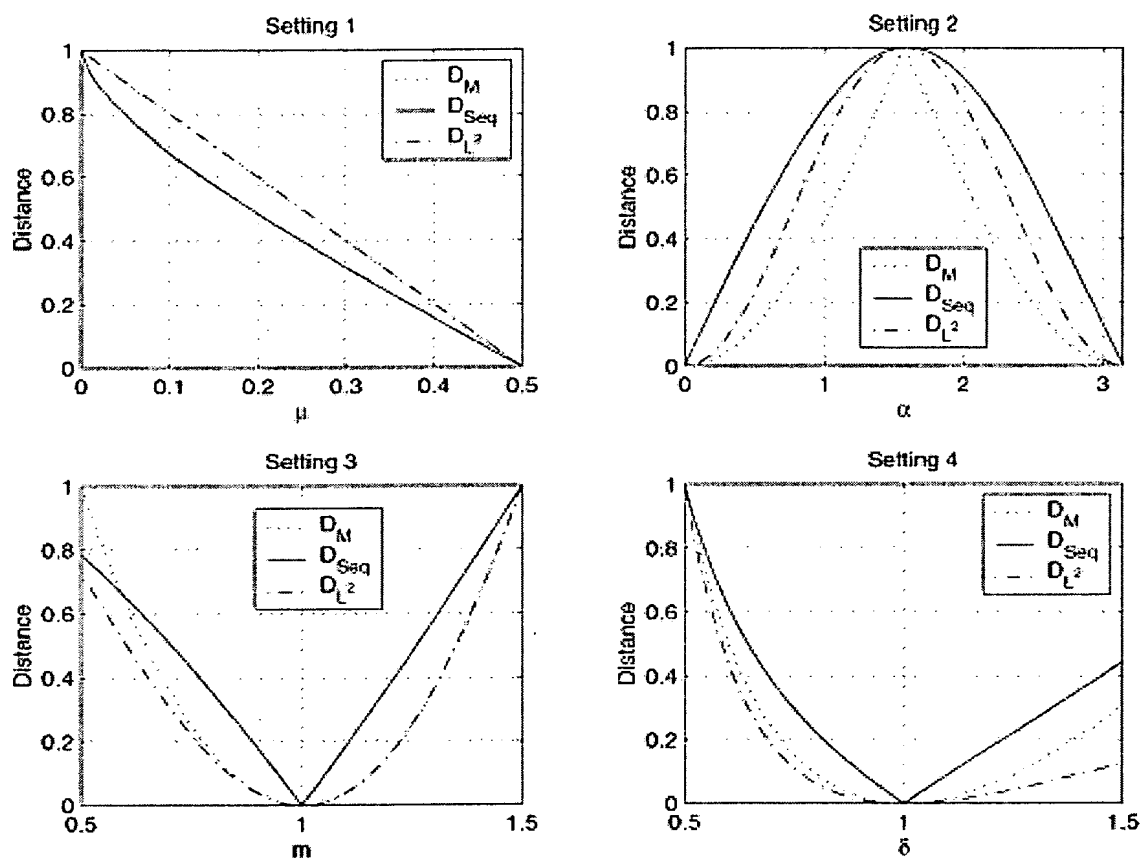 Setting 1
1
0.8
0.6
0.4
0.2
0
Distance
D_M
D_Seq
D_L²
0 0.1 0.2 0.3 0.4 0.5
μ
Setting 2
1
0.8
0.6
0.4
0.2
0
Distance
D_M
D_Seq
D_L²
0 1 2 3
α
Setting 3
1
0.8
0.6
0.4
0.2
0
Distance
D_M
D_Seq
D_L²
0.5 1 1.5
m
Setting 4
1
0.8
0.6
0.4
0.2
0
Distance
D_M
D_Seq
D_L²
0.5 1 1.5
δ